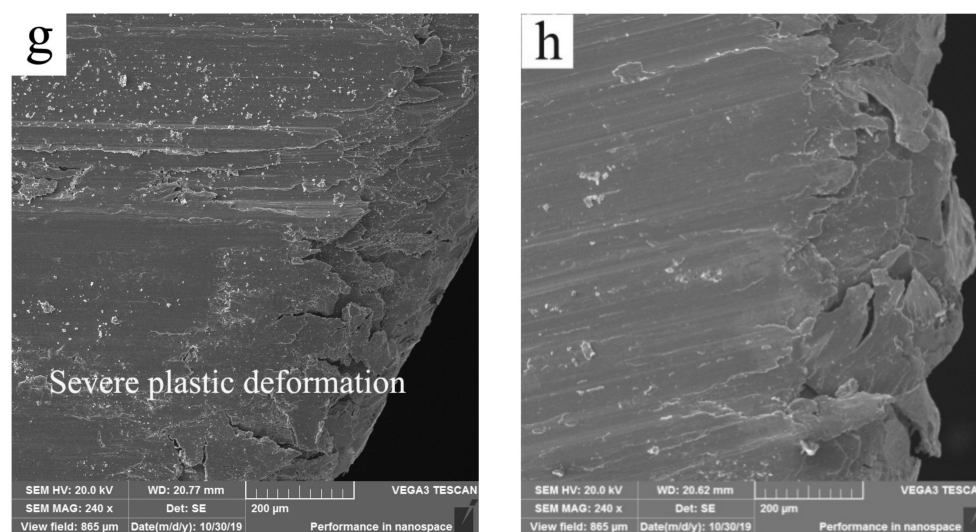 g
Severe plastic deformation
SEM HV: 20.0 kV WD: 20.77 mm VEGA3 TESCAN
SEM MAG: 240 x Det: SE 200 µm
View field: 865 µm Date(m/d/y): 10/30/19 Performance in nanospace
h
SEM HV: 20.0 kV WD: 20.62 mm VEGA3 TESCAN
SEM MAG: 240 x Det: SE 200 µm
View field: 865 µm Date(m/d/y): 10/30/19 Performance in nanospace